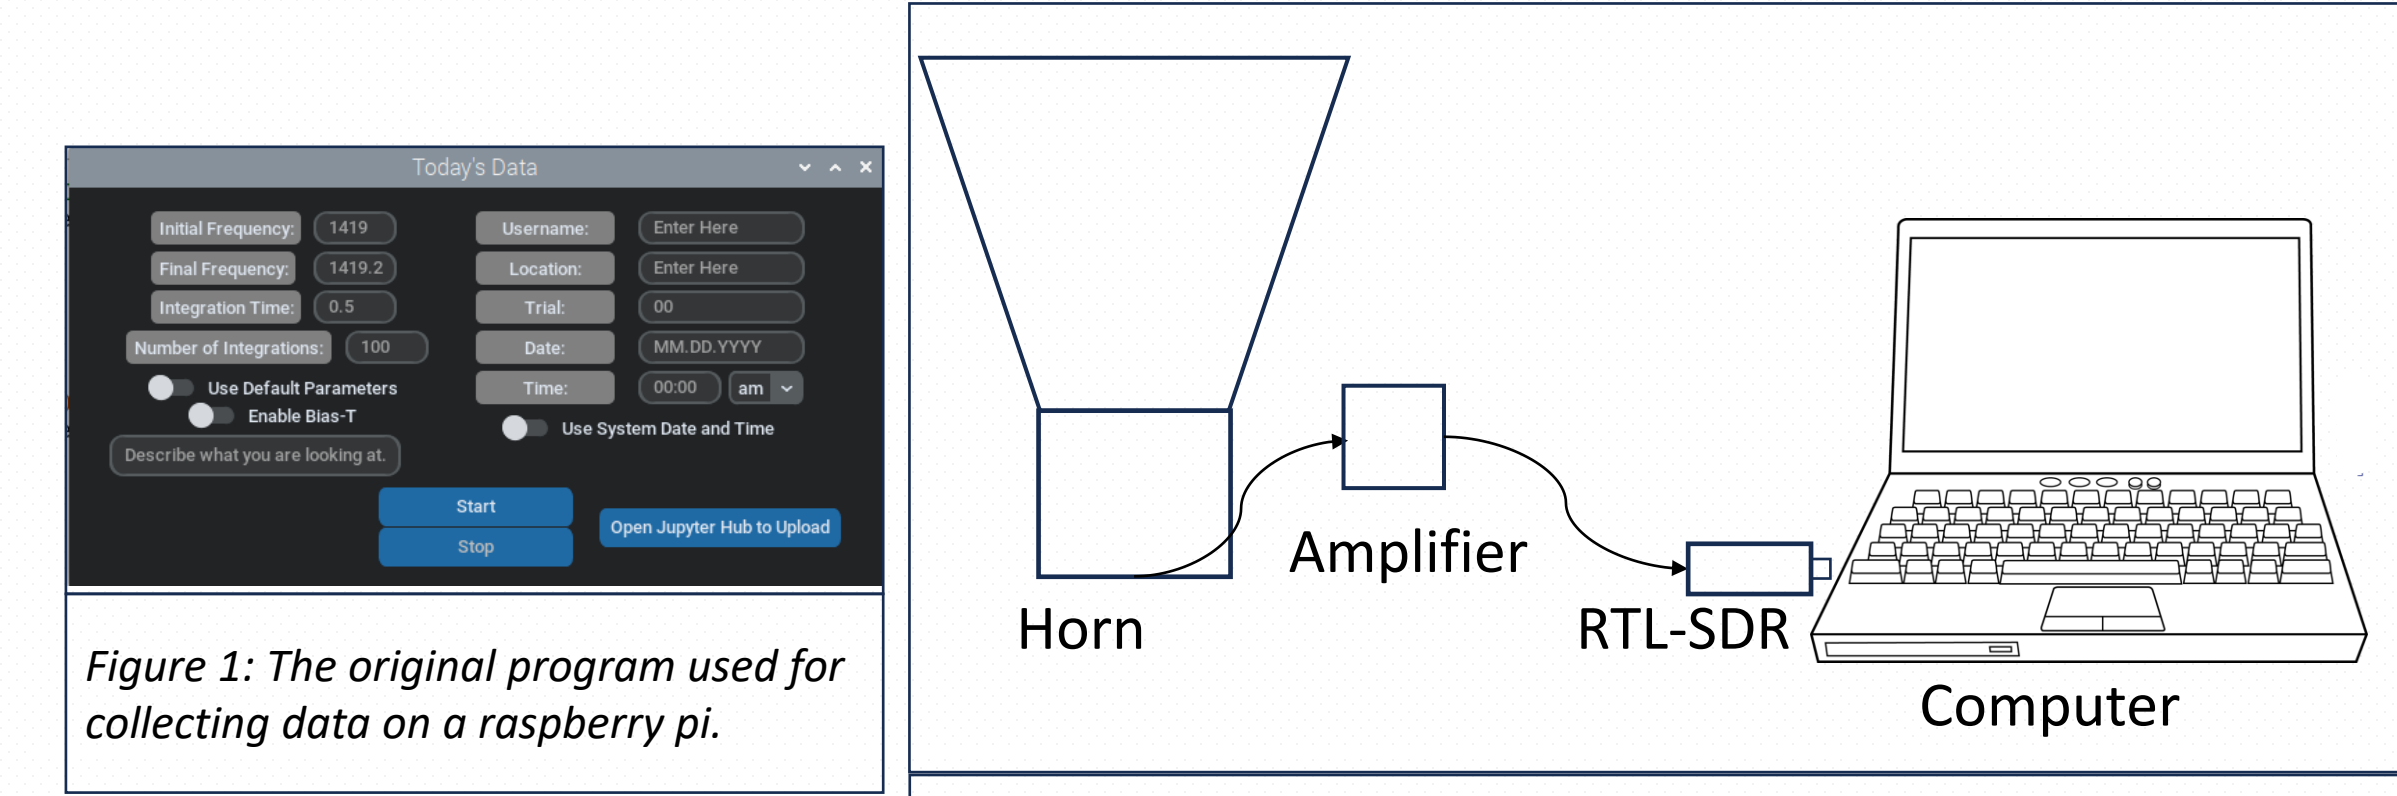 Today's Data
Initial Frequency: 1419
Final Frequency: 1419.2
Integration Time: 0.5
Number of Integrations: 100
Use Default Parameters
Enable Bias-T
Describe what you are looking at.
Username: Enter Here
Location: Enter Here
Trial: 00
Date: MM.DD.YYYY
Time: 00:00 am
Use System Date and Time
Start
Stop
Open Jupyter Hub to Upload
Figure 1: The original program used for
collecting data on a raspberry pi.
Horn
Amplifier
RTL-SDR
Computer